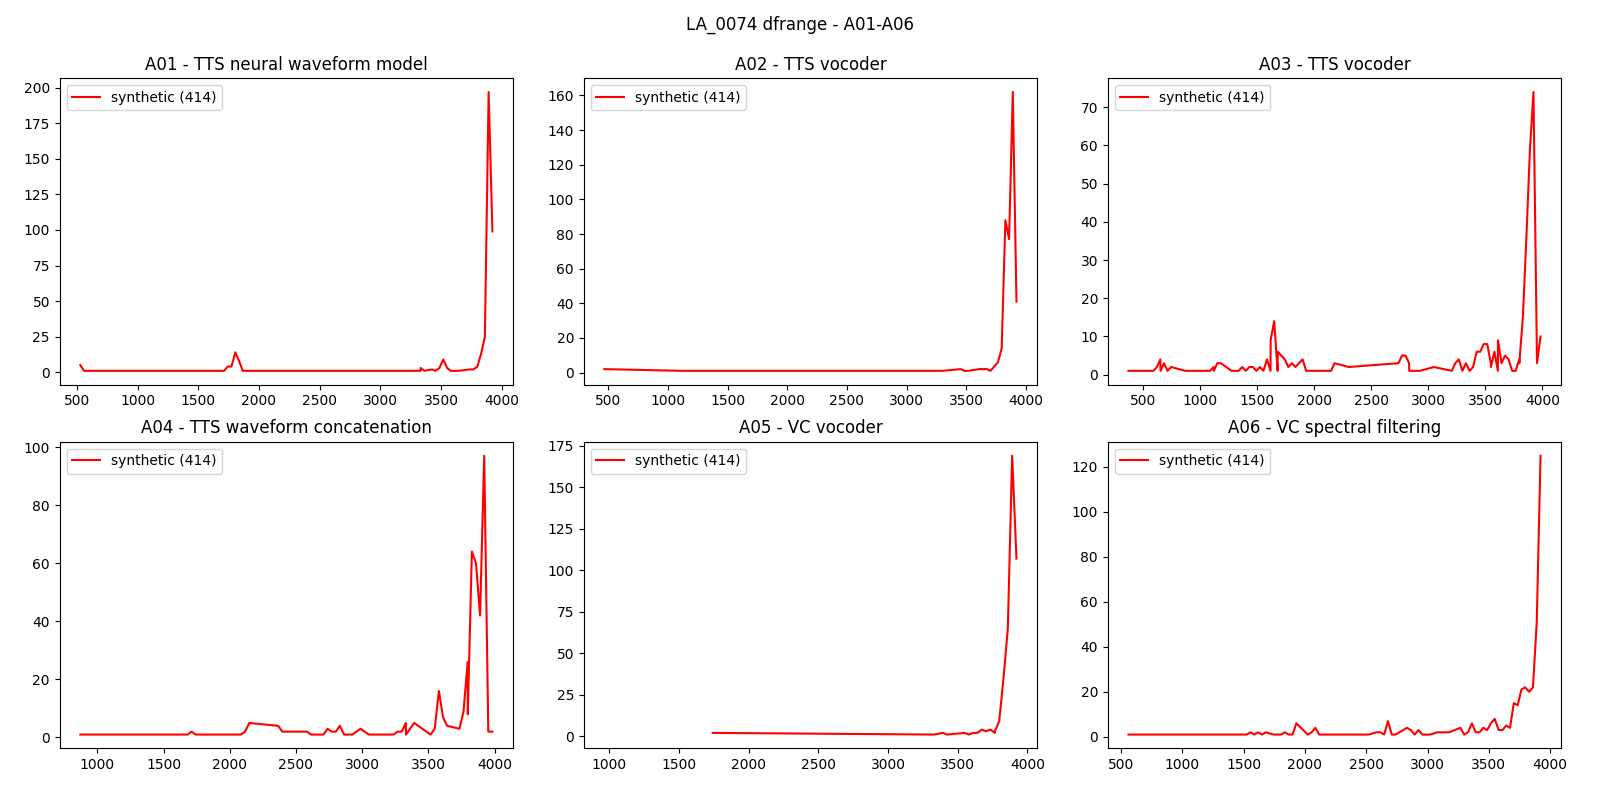 LA_0074 dfrange - A01-A06
A01 - TTS neural waveform model
synthetic (414)
200
175
150
125
100
75
50
25
0
500 1000 1500 2000 2500 3000 3500 4000
A02 - TTS vocoder
synthetic (414)
160
140
120
100
80
60
40
20
0
500 1000 1500 2000 2500 3000 3500 4000
A03 - TTS vocoder
synthetic (414)
70
60
50
40
30
20
10
0
500 1000 1500 2000 2500 3000 3500 4000
A04 - TTS waveform concatenation
synthetic (414)
100
80
60
40
20
0
1000 1500 2000 2500 3000 3500 4000
A05 - VC vocoder
synthetic (414)
175
150
125
100
75
50
25
0
1000 1500 2000 2500 3000 3500 4000
A06 - VC spectral filtering
synthetic (414)
120
100
80
60
40
20
0
500 1000 1500 2000 2500 3000 3500 4000